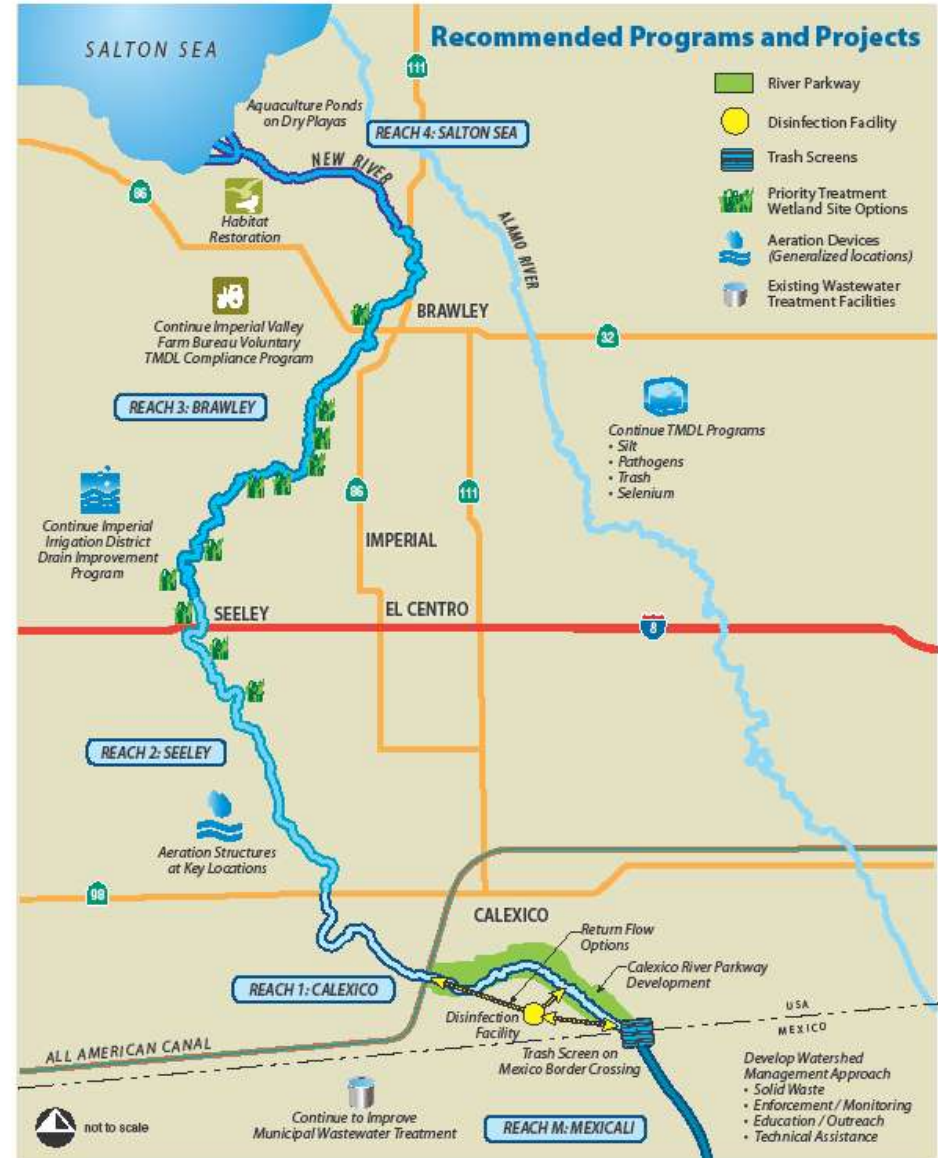 Recommended Programs and Projects
SALTON SEA
111
River Parkway
Disinfection Facility
Trash Screens
Priority Treatment
Wetland Site Options
Aeration Devices
(Generalized locations)
Existing Wastewater
Treatment Facilities
Aquaculture Ponds
on Dry Playas
REACH 4: SALTON SEA
NEW RIVER
86
Habitat
Restoration
ALAMO RIVER
BRAWLEY
32
Continue Imperial Valley
Farm Bureau Voluntary
TMDL Compliance Program
REACH 3: BRAWLEY
Continue TMDL Programs
• Silt
• Pathogens
• Trash
• Selenium
86
111
Continue Imperial
Irrigation District
Drain Improvement
Program
IMPERIAL
SEELEY
EL CENTRO
8
REACH 2: SEELEY
Aeration Structures
at Key Locations
98
CALEXICO
Return Flow
Options
Calexico River Parkway
Development
REACH 1: CALEXICO
Disinfection
Facility
USA
MEXICO
Trash Screen on
Mexico Border Crossing
ALL AMERICAN CANAL
Develop Watershed
Management Approach
• Solid Waste
• Enforcement / Monitoring
• Education / Outreach
• Technical Assistance
not to scale
Continue to Improve
Municipal Wastewater Treatment
REACH M: MEXICALI